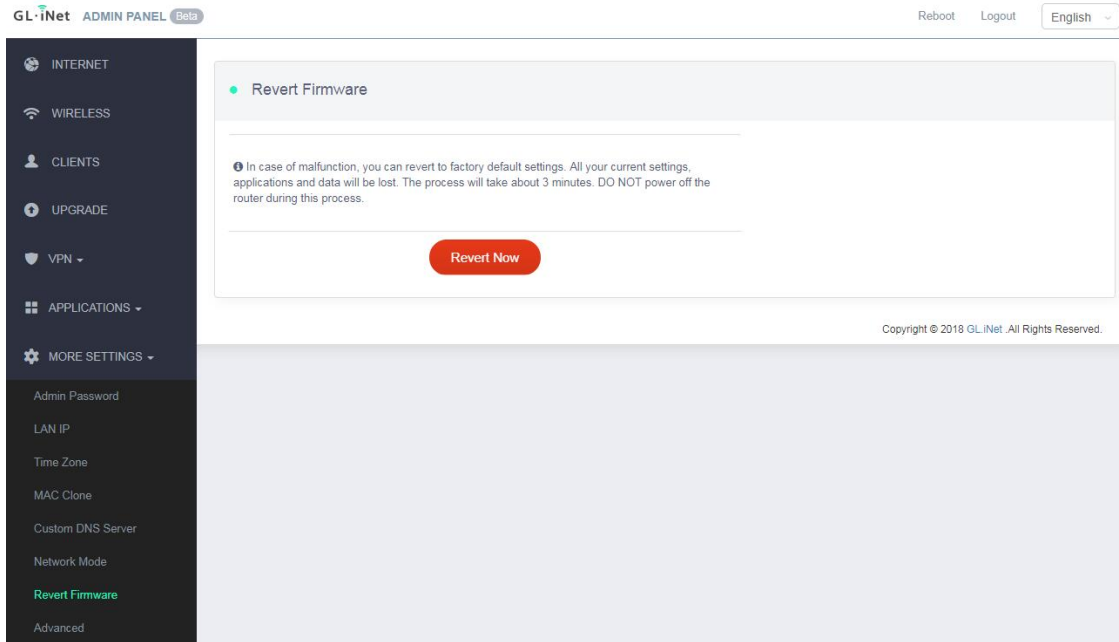 GL·iNet ADMIN PANEL Beta
Reboot Logout English
INTERNET
WIRELESS
CLIENTS
UPGRADE
VPN
APPLICATIONS
MORE SETTINGS
Admin Password
LAN IP
Time Zone
MAC Clone
Custom DNS Server
Network Mode
Revert Firmware
Advanced
Revert Firmware
In case of malfunction, you can revert to factory default settings. All your current settings,
applications and data will be lost. The process will take about 3 minutes. DO NOT power off the
router during this process.
Revert Now
Copyright © 2018 GL.iNet .All Rights Reserved.